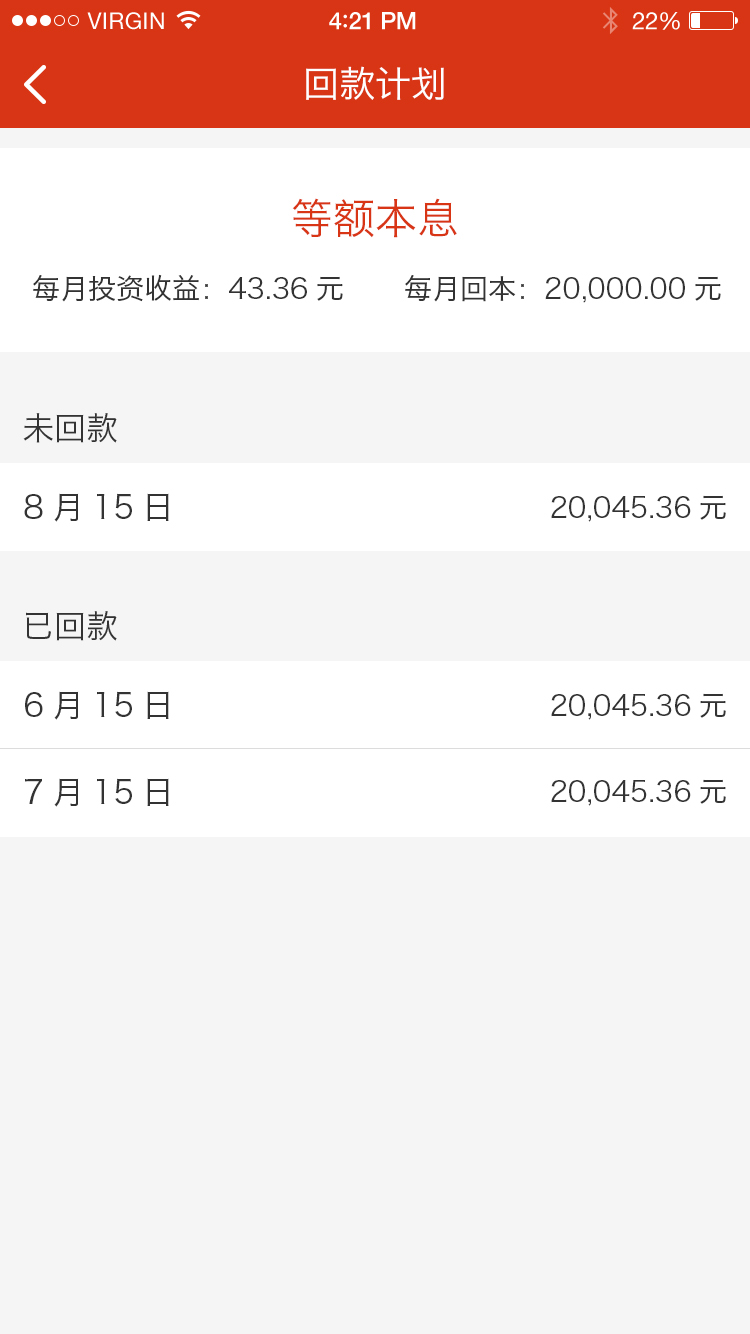 VIRGIN 4:21 PM 22%
回款计划
等额本息
每月投资收益：43.36 元 每月回本：20,000.00 元
未回款
8 月 15 日 20,045.36 元
已回款
6 月 15 日 20,045.36 元
7 月 15 日 20,045.36 元